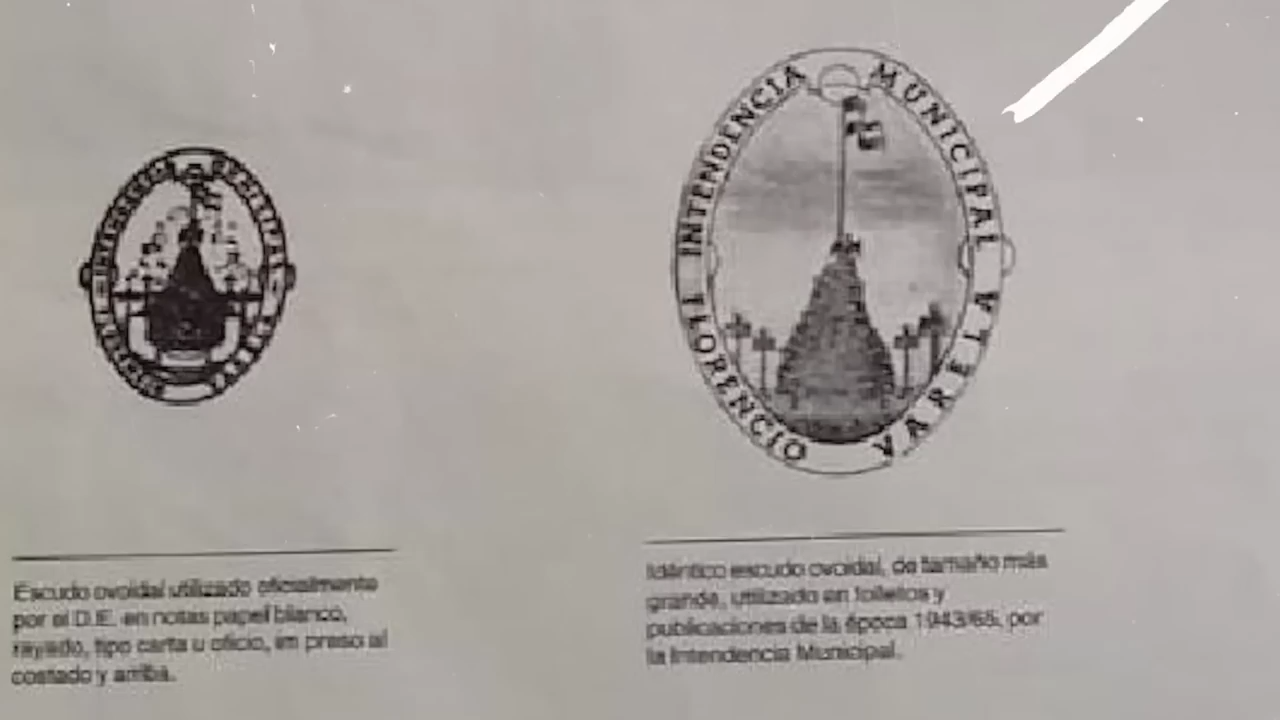 INTENDENCIA MUNICIPAL
FLORENCIO VARELA
Escudo ovoidal utilizado oficialmente
por el D.E. en notas papel blanco,
rayado, tipo carta u oficio, im preso al
costado y arriba.
Idéntico escudo ovoidal, de tamaño más
grande, utilizado en folletos y
publicaciones de la época 1943/65, por
la Intendencia Municipal.